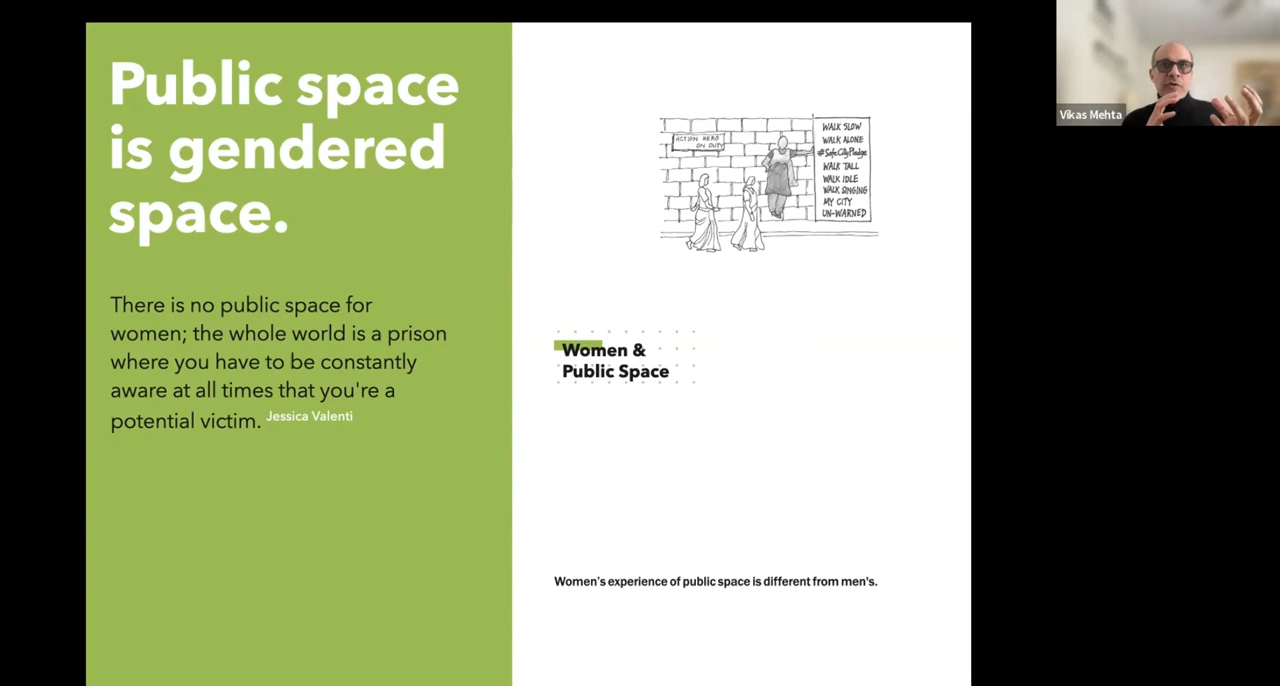 Public space
is gendered
space.
There is no public space for
women; the whole world is a prison
where you have to be constantly
aware at all times that you're a
potential victim. Jessica Valenti
ACTION HERO
ON DUTY
WALK SLOW
WALK ALONE
#SafeCityPledge
WALK TALL
WALK IDLE
WALK SINGING
MY CITY
UN-WARNED
Women &
Public Space
Women's experience of public space is different from men's.
Vikas Mehta